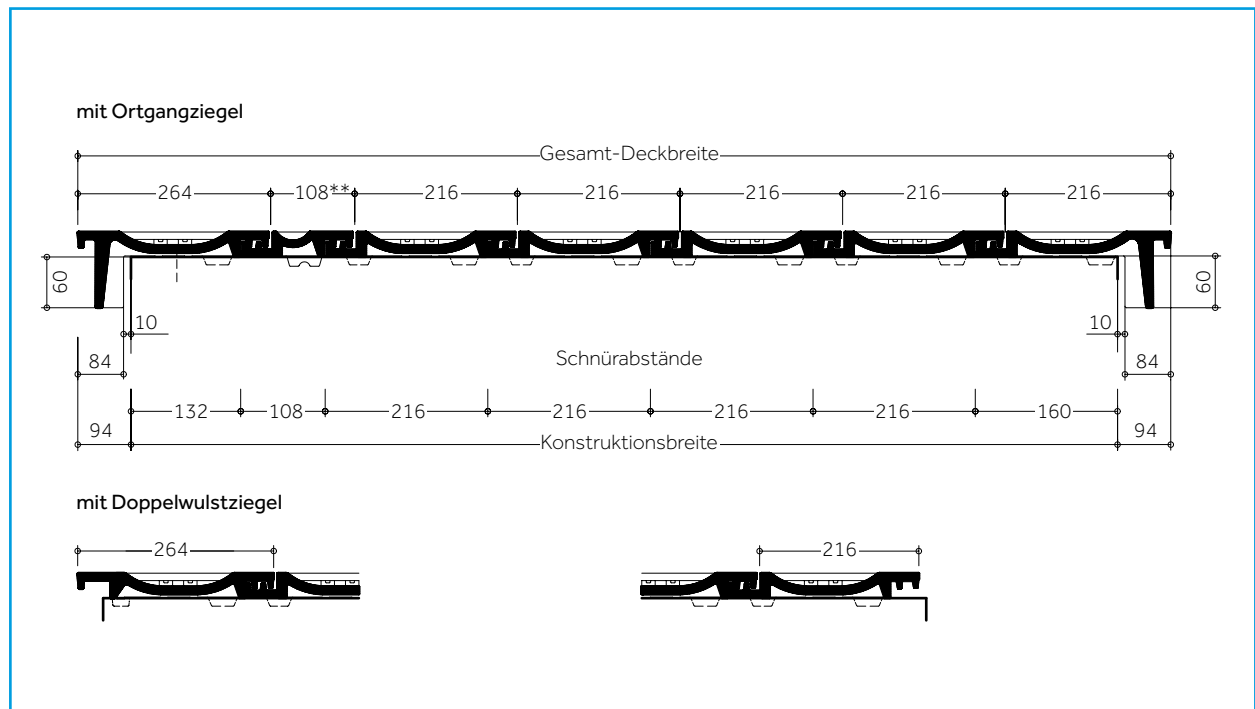 mit Ortgangziegel
Gesamt-Deckbreite
264 108** 216 216 216 216 216
60 60
10 10
84 Schnürabstände 84
132 108 216 216 216 216 160
94 Konstruktionsbreite 94
mit Doppelwulstziegel
264 216